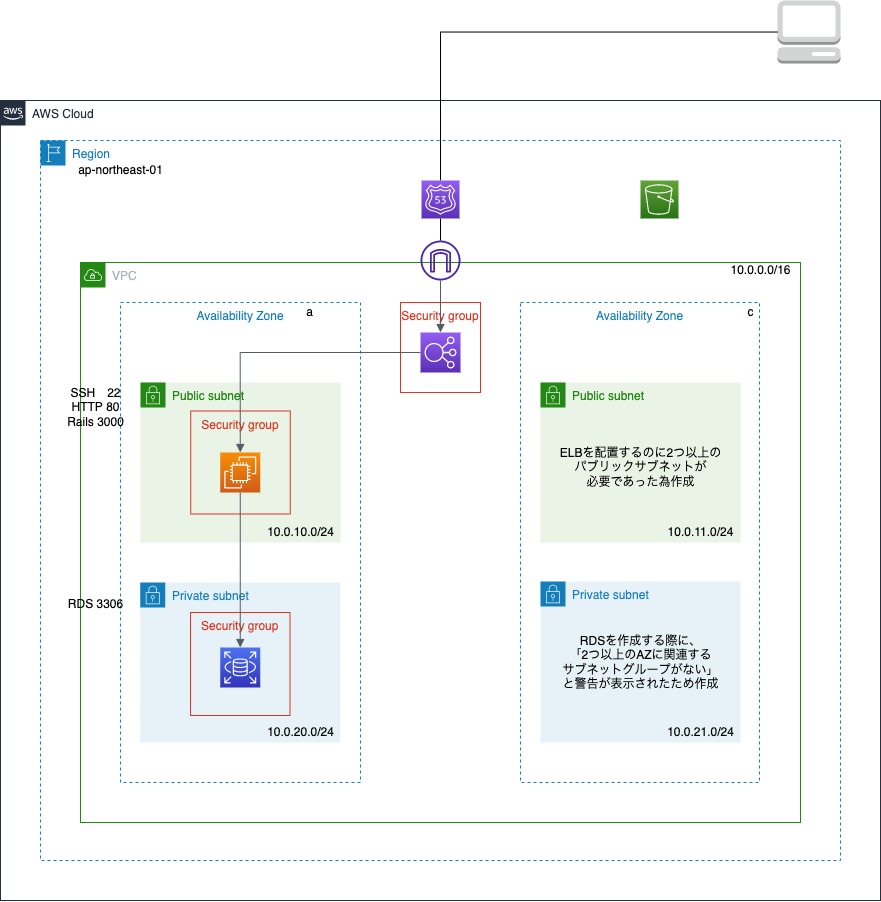 aws
AWS Cloud
Region
ap-northeast-01
53
10.0.0.0/16
VPC
Availability Zone
a
Security group
Availability Zone
c
SSH 22
HTTP 80
Rails 3000
Public subnet
Security group
10.0.10.0/24
Public subnet
ELBを配置するのに2つ以上の
パブリックサブネットが
必要であった為作成
10.0.11.0/24
RDS 3306
Private subnet
Security group
10.0.20.0/24
Private subnet
RDSを作成する際に、
「2つ以上のAZに関連する
サブネットグループがない」
と警告が表示されたため作成
10.0.21.0/24